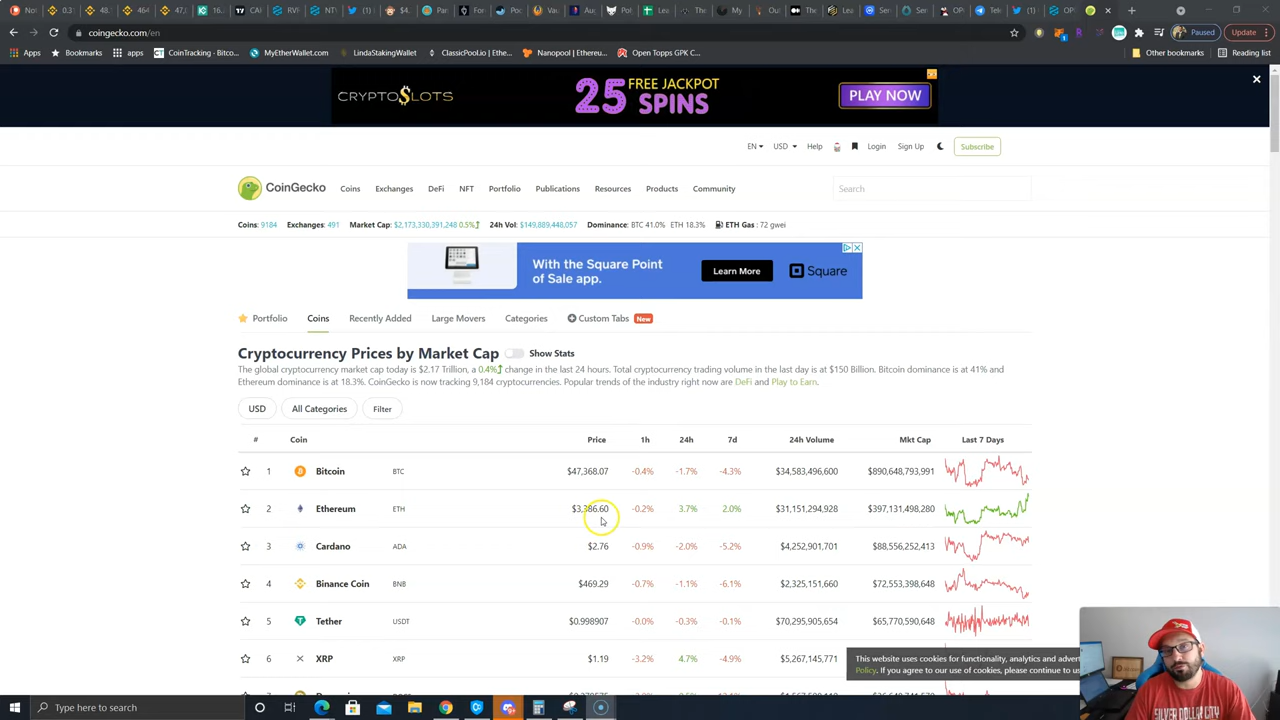 coingecko.com/en
Paused
Update
Apps
Bookmarks
apps
CoinTracking - Bitco...
MyEtherWallet.com
LindaStakingWallet
ClassicPool.io | Ethe...
Nanopool | Ethereu...
Open Topps GPK C...
Other bookmarks
Reading list
CRYPTOSLOTS
25 FREE JACKPOT
SPINS
PLAY NOW
EN
USD
Help
Login
Sign Up
Subscribe
CoinGecko
Coins
Exchanges
DeFi
NFT
Portfolio
Publications
Resources
Products
Community
Search
Coins: 9184 Exchanges: 491 Market Cap: $2,173,330,391,248 0.5% 24h Vol: $149,889,448,057 Dominance: BTC 41.0% ETH 18.3% ETH Gas: 72 gwei
With the Square Point
of Sale app.
Learn More
Square
Portfolio
Coins
Recently Added
Large Movers
Categories
Custom Tabs
New
Cryptocurrency Prices by Market Cap
Show Stats
The global cryptocurrency market cap today is $2.17 Trillion, a 0.4% change in the last 24 hours. Total cryptocurrency trading volume in the last day is at $150 Billion. Bitcoin dominance is at 41% and
Ethereum dominance is at 18.3%. CoinGecko is now tracking 9,184 cryptocurrencies. Popular trends of the industry right now are DeFi and Play to Earn.
USD
All Categories
Filter
# Coin Price 1h 24h 7d 24h Volume Mkt Cap Last 7 Days
1 Bitcoin BTC $47,368.07 -0.4% -1.7% -4.3% $34,583,496,600 $890,648,793,991
2 Ethereum ETH $3,386.60 -0.2% 3.7% 2.0% $31,151,294,928 $397,131,498,280
3 Cardano ADA $2.76 -0.9% -2.0% -5.2% $4,252,901,701 $88,556,252,413
4 Binance Coin BNB $469.29 -0.7% -1.1% -6.1% $2,325,151,660 $72,553,398,648
5 Tether USDT $0.998907 -0.0% -0.3% -0.1% $70,295,905,654 $65,770,590,648
6 XRP XRP $1.19 -3.2% 4.7% -4.9% $5,267,145,771
This website uses cookies for functionality, analytics and advert
Policy. If you agree to our use of cookies, please continue to us
Type here to search
SILVER DOLLAR CITY